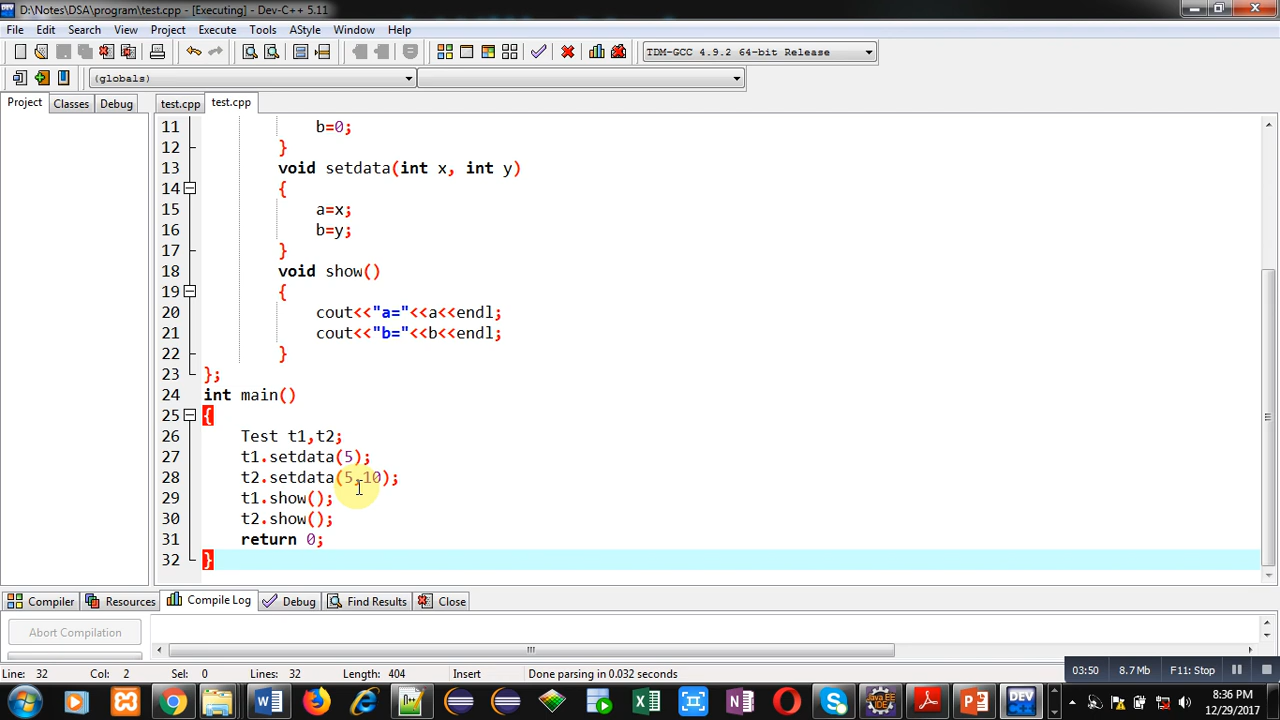 D:\Notes\DSA\program\test.cpp - [Executing] - Dev-C++ 5.11
File Edit Search View Project Execute Tools AStyle Window Help
TDM-GCC 4.9.2 64-bit Release
(globals)
Project Classes Debug test.cpp test.cpp
11 b=0;
12 }
13 void setdata(int x, int y)
14 {
15 a=x;
16 b=y;
17 }
18 void show()
19 {
20 cout<<"a="<<a<<endl;
21 cout<<"b="<<b<<endl;
22 }
23 };
24 int main()
25 {
26 Test t1,t2;
27 t1.setdata(5);
28 t2.setdata(5,10);
29 t1.show();
30 t2.show();
31 return 0;
32 }
Compiler Resources Compile Log Debug Find Results Close
Abort Compilation
Line: 32 Col: 2 Sel: 0 Lines: 32 Length: 404 Insert Done parsing in 0.032 seconds
03:50 8.7 Mb F11: Stop
W X N S Java EE IDE P DEV
8:36 PM
12/29/2017